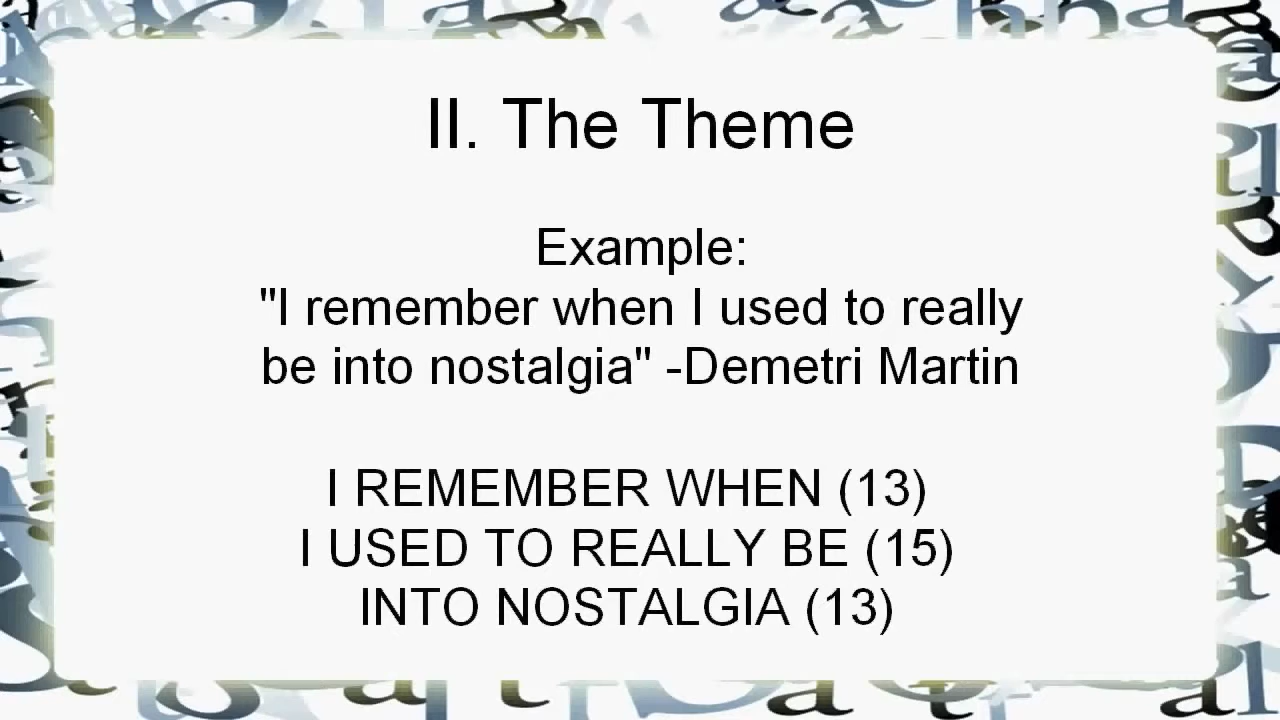 II. The Theme
Example:
"I remember when I used to really
be into nostalgia" -Demetri Martin
I REMEMBER WHEN (13)
I USED TO REALLY BE (15)
INTO NOSTALGIA (13)